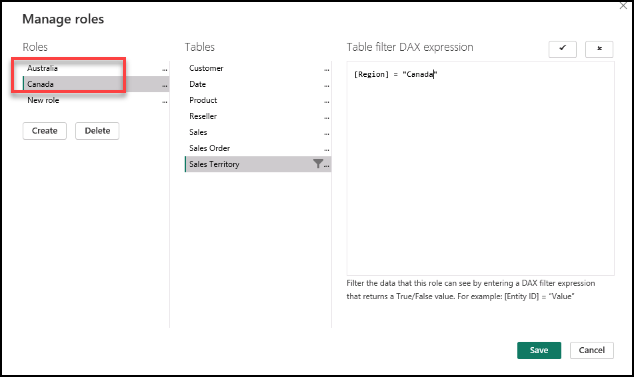 Manage roles
Roles
Australia ...
Canada ...
New role ...
Create Delete
Tables
Customer ...
Date ...
Product ...
Reseller ...
Sales ...
Sales Order ...
Sales Territory ...
Table filter DAX expression
[Region] = "Canada"
Filter the data that this role can see by entering a DAX filter expression
that returns a True/False value. For example: [Entity ID] = "Value"
Save Cancel